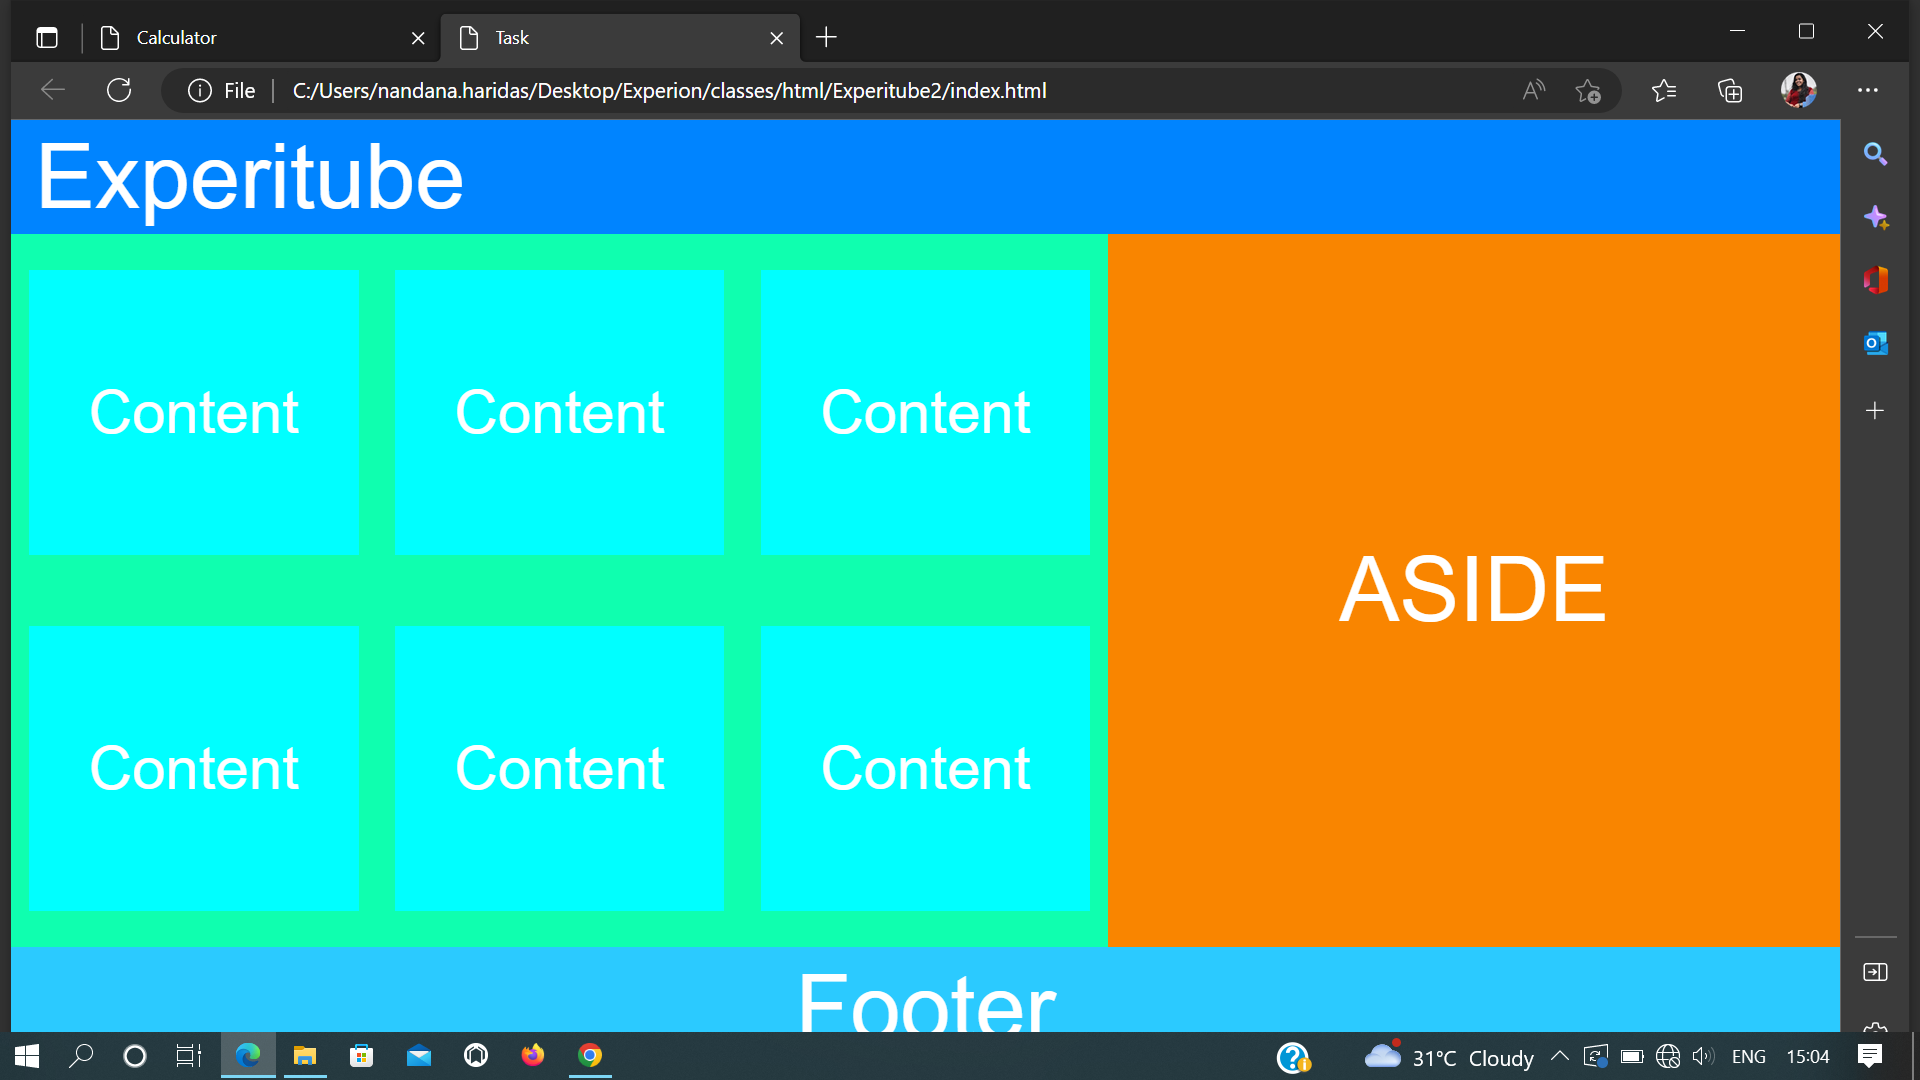 Calculator
Task
File
C:/Users/nandana.haridas/Desktop/Experion/classes/html/Experitube2/index.html
Experitube
Content Content Content
ASIDE
Content Content Content
Footer
31°C Cloudy
ENG
15:04